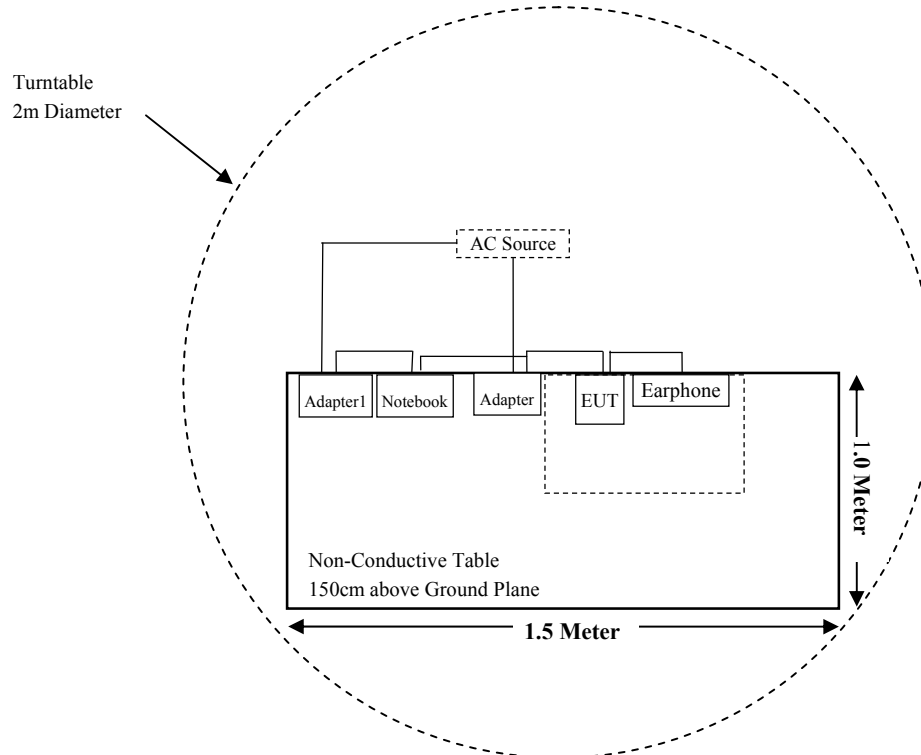 Turntable
2m Diameter
AC Source
Adapter1
Notebook
Adapter
EUT
Earphone
1.0 Meter
Non-Conductive Table
150cm above Ground Plane
1.5 Meter